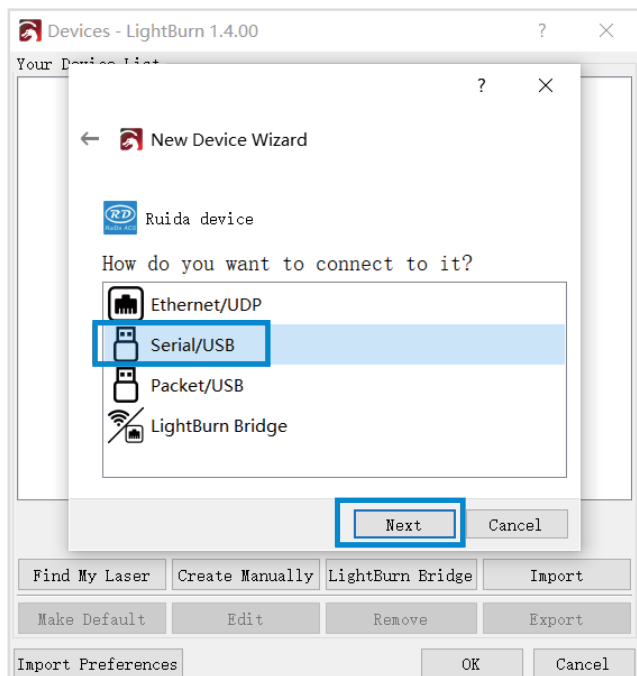 Devices - LightBurn 1.4.00 ?
Your Device List
?
New Device Wizard
RD
Ruida device
How do you want to connect to it?
Ethernet/UDP
Serial/USB
Packet/USB
LightBurn Bridge
Next Cancel
Find My Laser Create Manually LightBurn Bridge Import
Make Default Edit Remove Export
Import Preferences OK Cancel